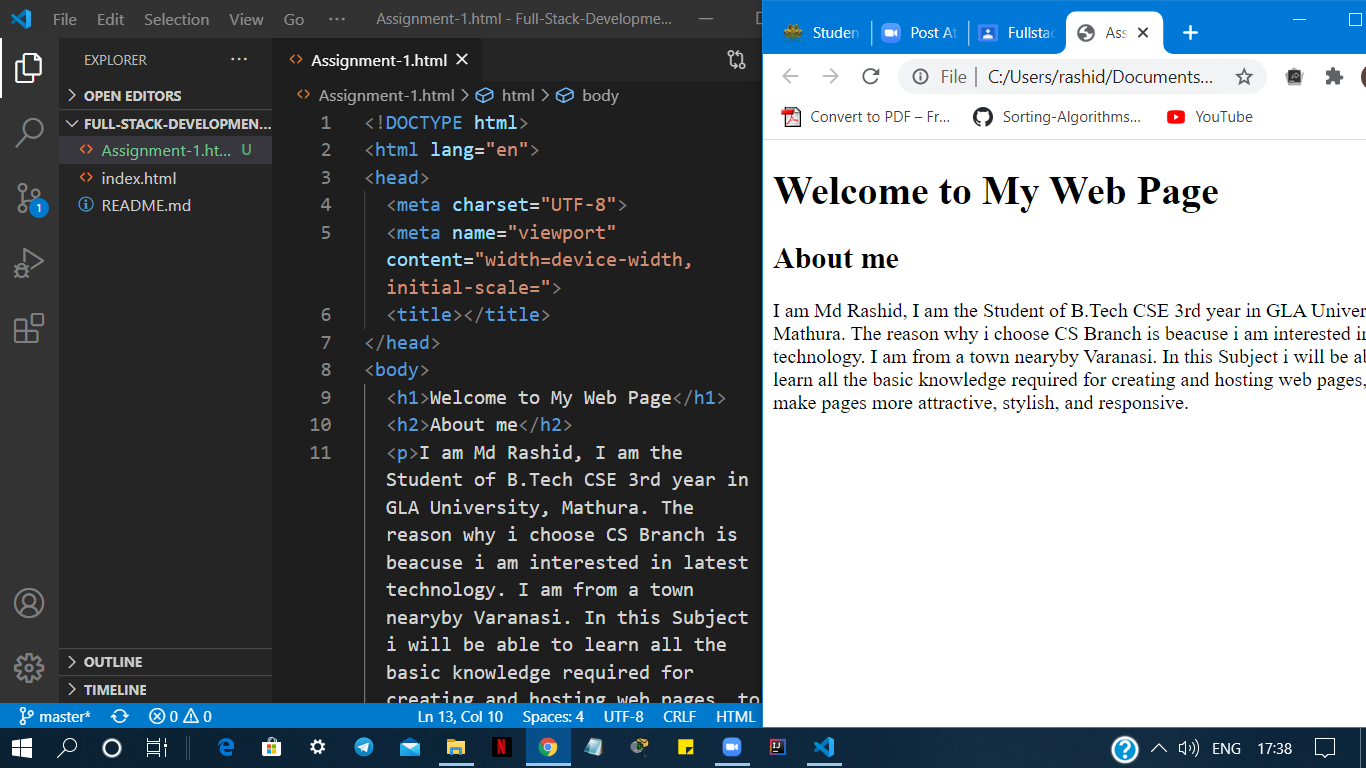 File Edit Selection View Go ··· Assignment-1.html - Full-Stack-Developme...
EXPLORER ···
OPEN EDITORS
FULL-STACK-DEVELOPMEN...
Assignment-1.ht... U
index.html
README.md
OUTLINE
TIMELINE
1
Assignment-1.html
Assignment-1.html > html > body
1 <!DOCTYPE html>
2 <html lang="en">
3 <head>
4 <meta charset="UTF-8">
5 <meta name="viewport"
content="width=device-width,
initial-scale=">
6 <title></title>
7 </head>
8 <body>
9 <h1>Welcome to My Web Page</h1>
10 <h2>About me</h2>
11 <p>I am Md Rashid, I am the
Student of B.Tech CSE 3rd year in
GLA University, Mathura. The
reason why i choose CS Branch is
beacuse i am interested in latest
technology. I am from a town
nearyby Varanasi. In this Subject
i will be able to learn all the
basic knowledge required for
creating and hosting web pages, to
master* 0 0 Ln 13, Col 10 Spaces: 4 UTF-8 CRLF HTML
Studen Post At Fullsta Ass
File | C:/Users/rashid/Documents...
Convert to PDF – Fr... Sorting-Algorithms... YouTube
Welcome to My Web Page
About me
I am Md Rashid, I am the Student of B.Tech CSE 3rd year in GLA Univer
Mathura. The reason why i choose CS Branch is beacuse i am interested in
technology. I am from a town nearyby Varanasi. In this Subject i will be ab
learn all the basic knowledge required for creating and hosting web pages,
make pages more attractive, stylish, and responsive.
ENG 17:38